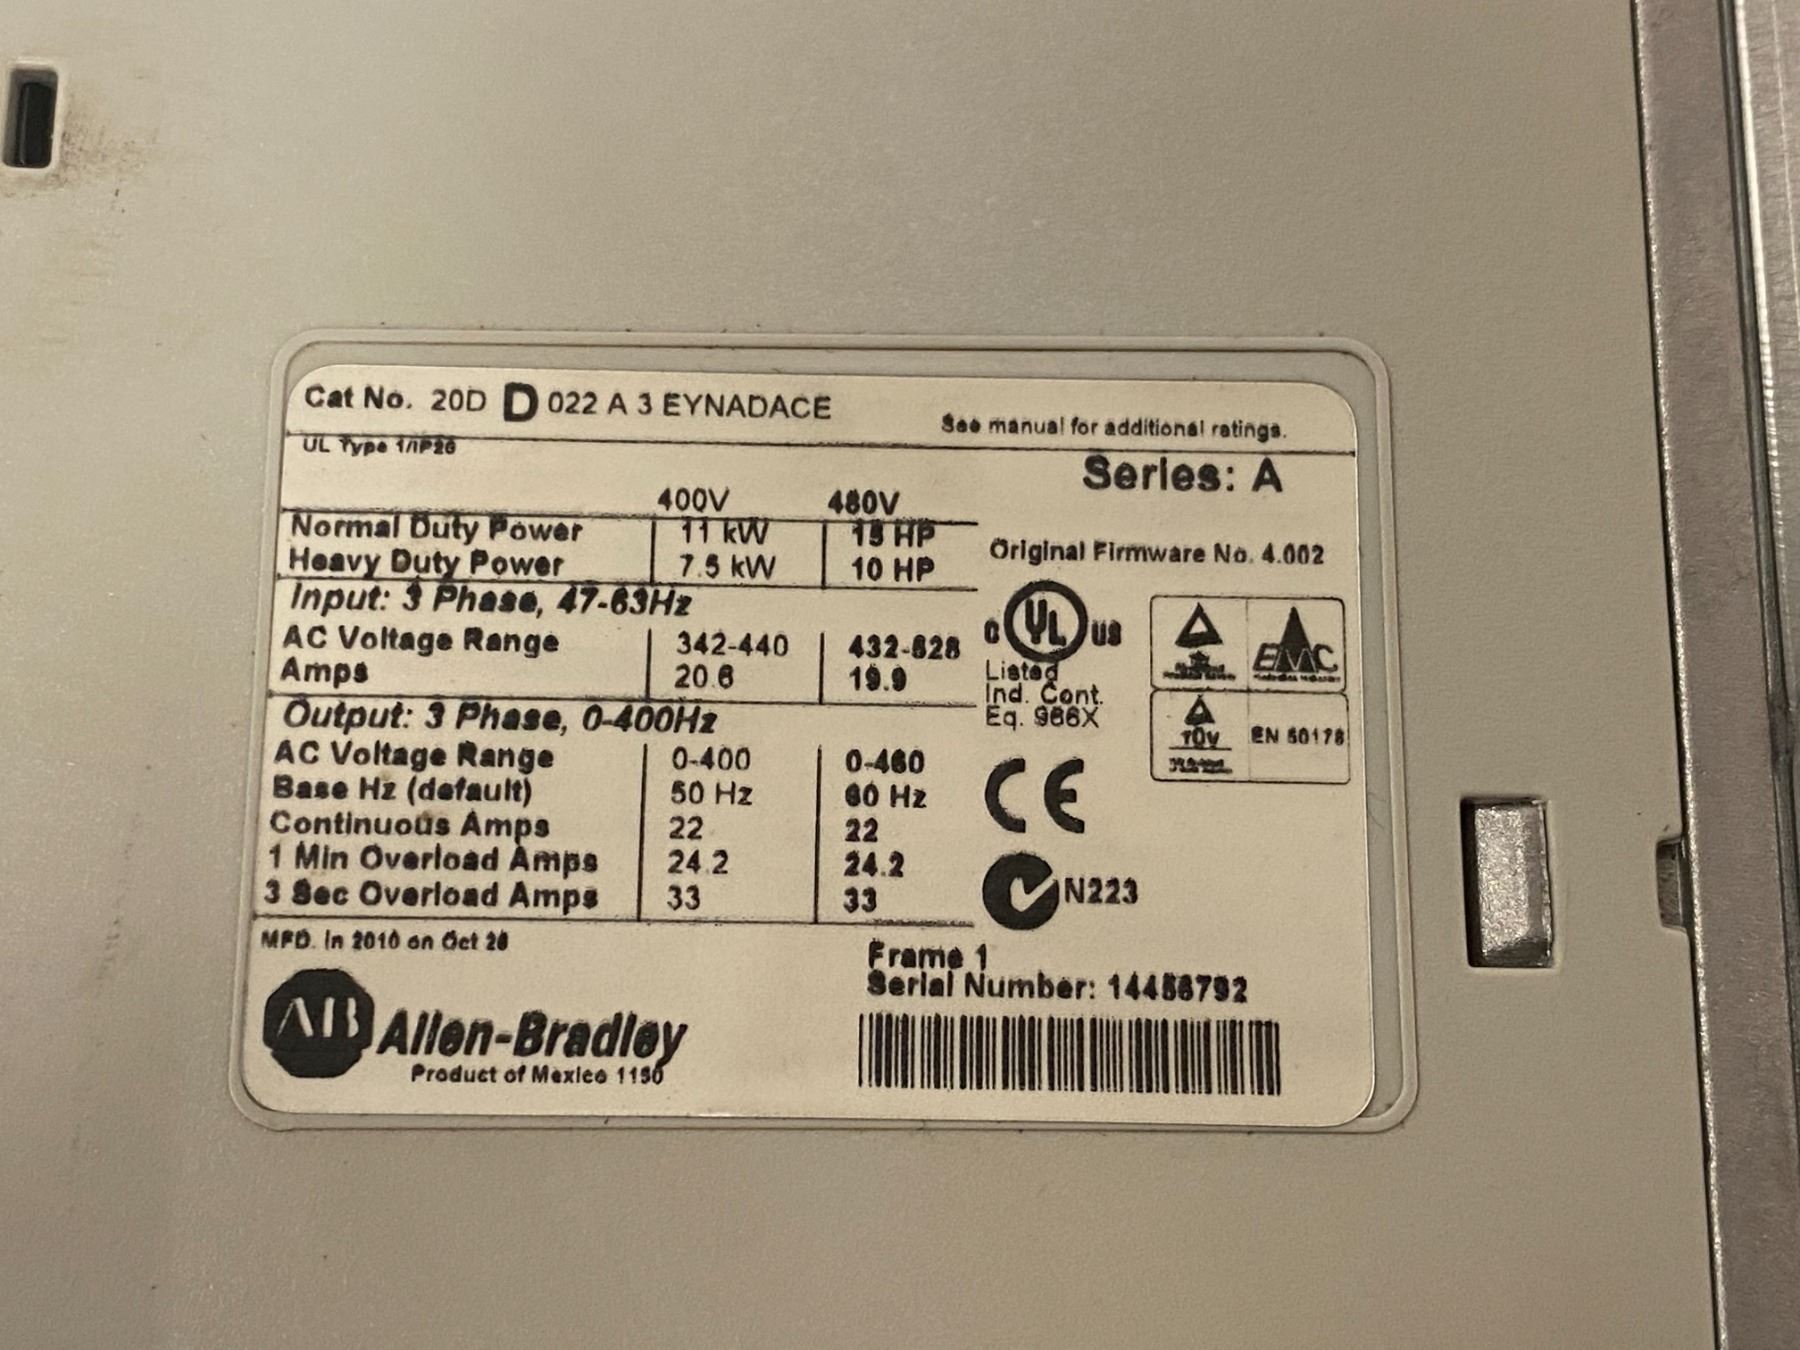 Cat No. 20D D 022 A 3 EYNADACE
See manual for additional ratings.
UL Type 1/IP20
Series: A
400V 480V
Normal Duty Power 11 kW 15 HP
Heavy Duty Power 7.5 kW 10 HP
Original Firmware No. 4.002
Input: 3 Phase, 47-63Hz
AC Voltage Range 342-440 432-528
Amps 20.6 19.9
C UL US
Listed
Ind. Cont.
Eq. 966X
EMC
TÜV
EN 50178
Output: 3 Phase, 0-400Hz
AC Voltage Range 0-400 0-460
Base Hz (default) 50 Hz 60 Hz
Continuous Amps 22 22
1 Min Overload Amps 24.2 24.2
3 Sec Overload Amps 33 33
CE
N223
MFD. in 2010 on Oct
Frame 1
Serial Number:
AB Allen-Bradley
Product of Mexico